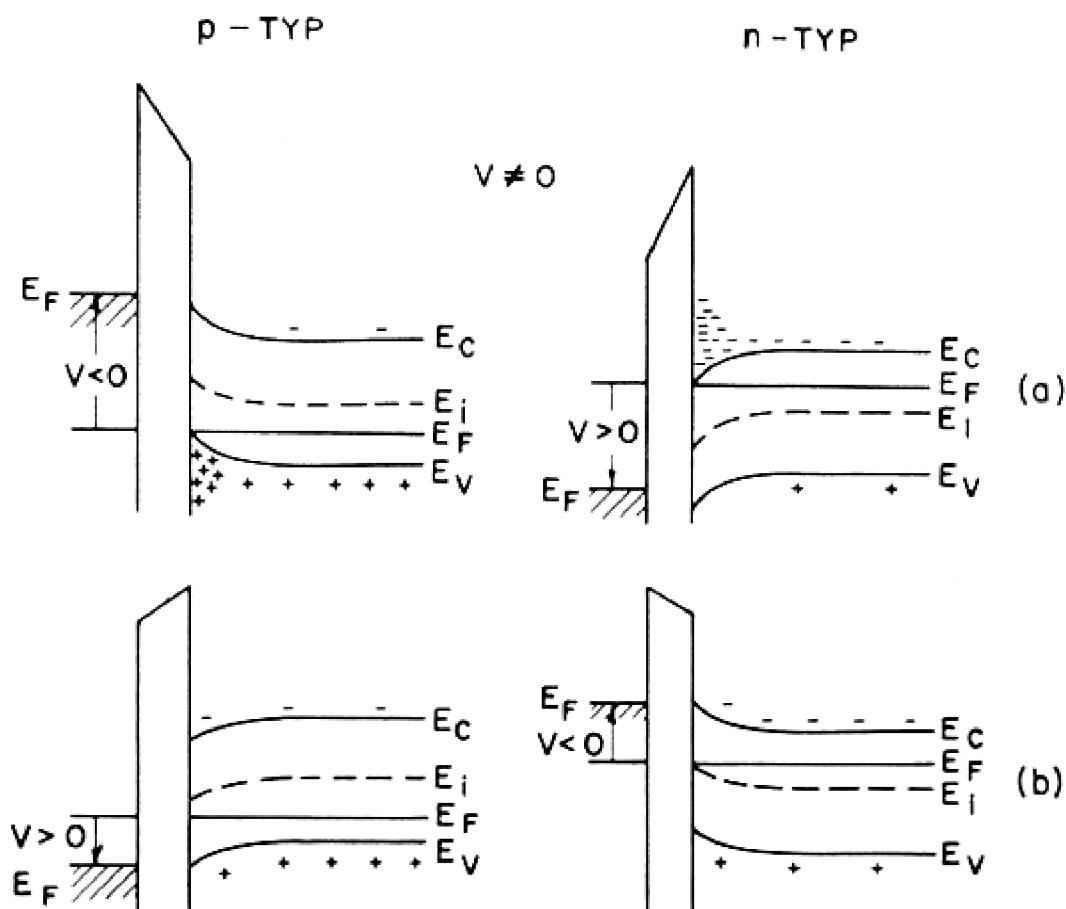 p - TYP
n - TYP
V ≠ 0
E_F
V<0
E_C
E_i
E_F
E_V
E_C
E_F
E_i
E_V
V>0
E_F
(a)
E_C
E_i
E_F
E_V
V>0
E_F
E_F
V<0
E_C
E_F
E_i
E_V
(b)